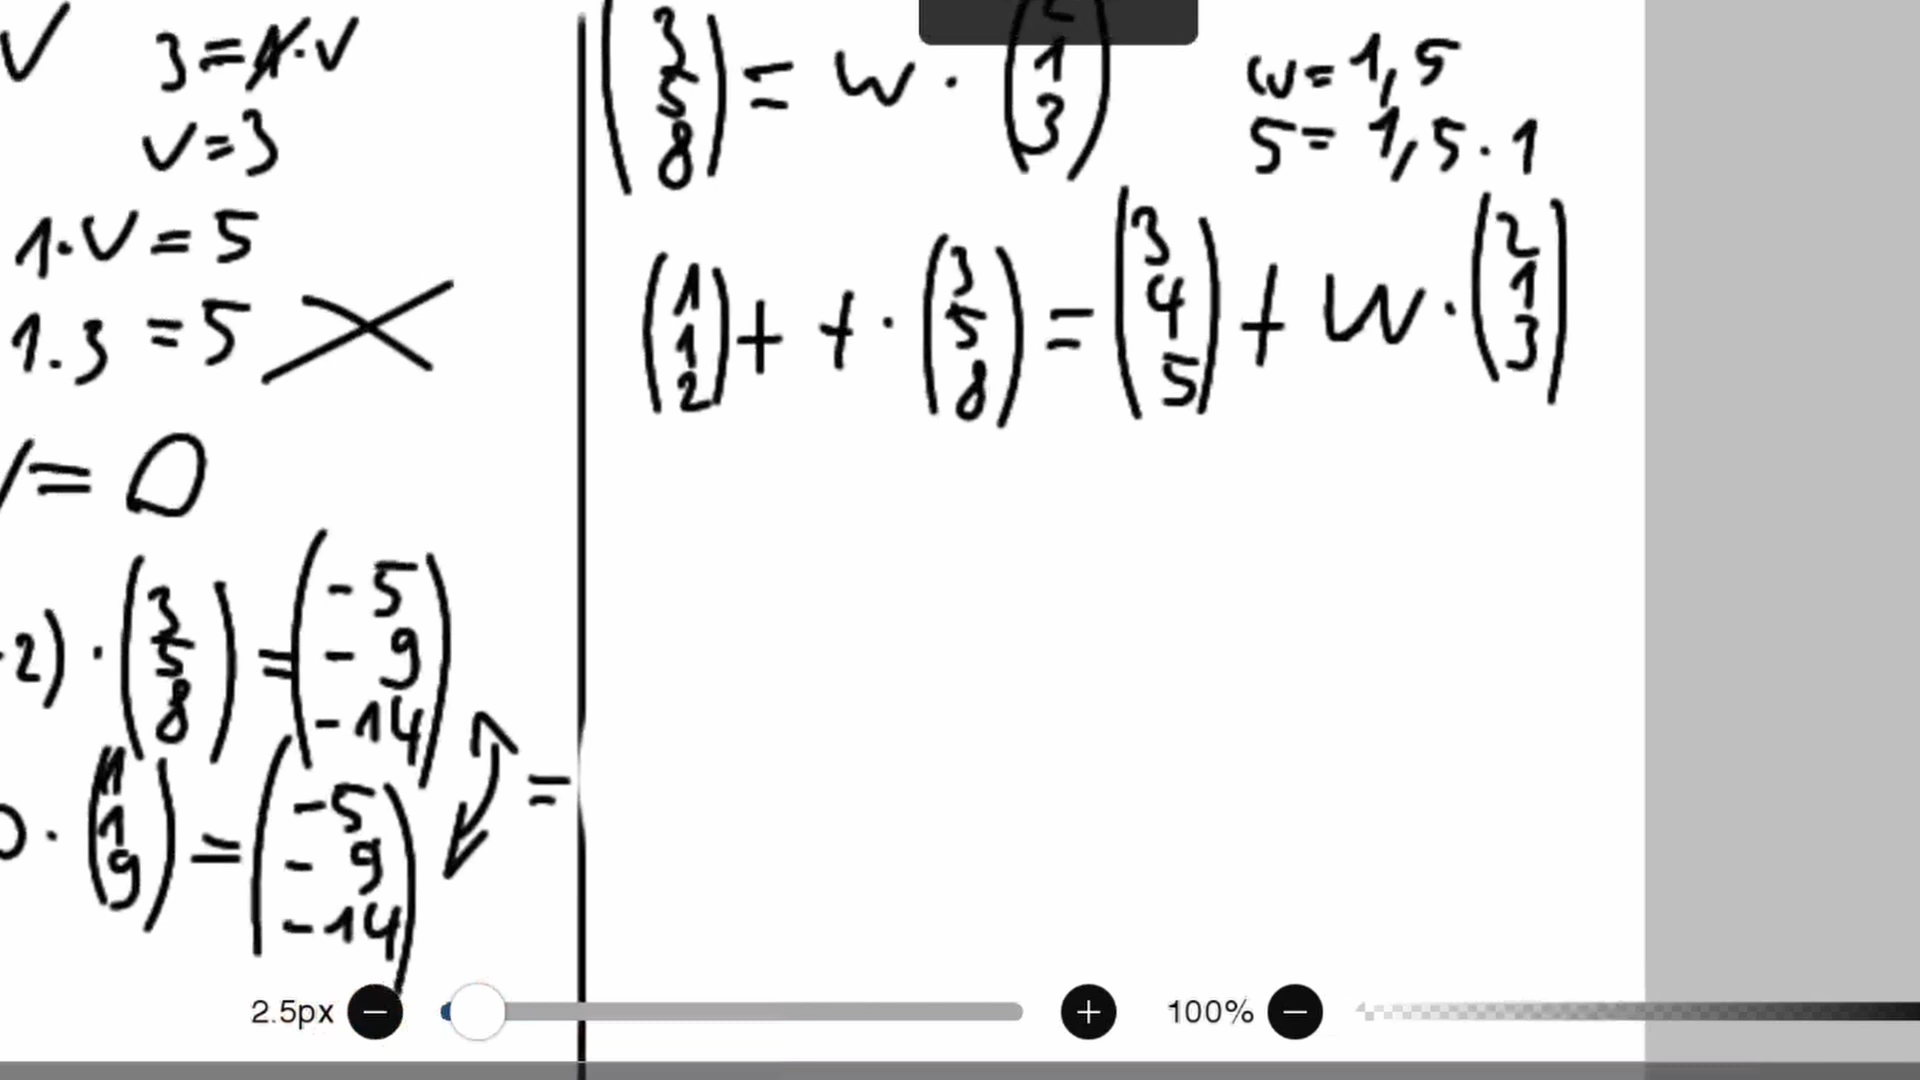 √ 3=1·v
v=3
1·v=5
1·3=5
=0
2)·(3 5 8)=(-5 -9 -14)
0·(1 1 9)=(-5 -9 -14) =
(3 5 8)=w·(2 1 3)
w=1,5
5=1,5·1
(1 1 2)+t·(3 5 8)=(3 4 5)+w·(2 1 3)
2.5px
100%